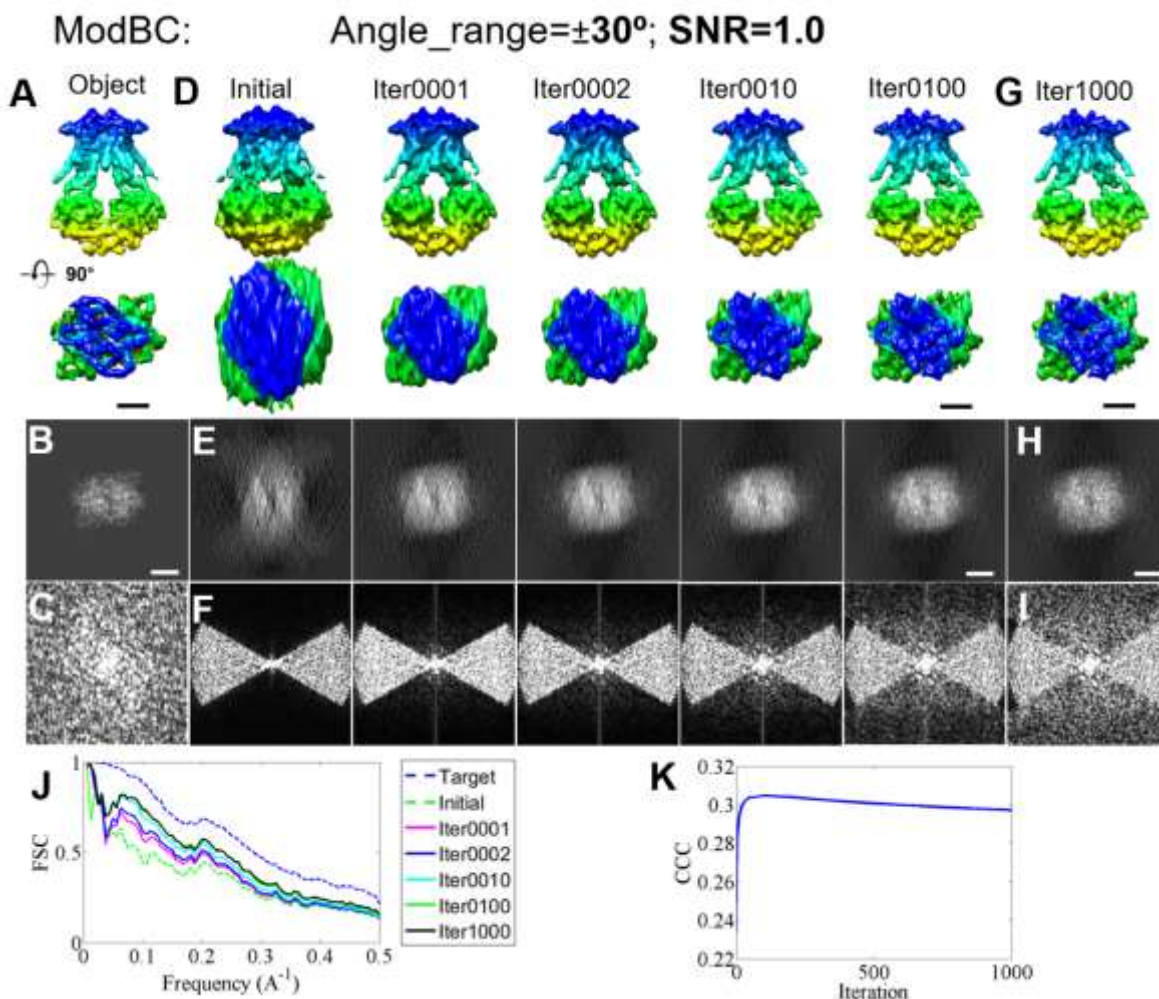 ModBC: Angle_range=±30º; SNR=1.0
A Object D Initial Iter0001 Iter0002 Iter0010 Iter0100 G Iter1000
90°
B E H
C F I
J
1
0.5
0
FSC
0 0.1 0.2 0.3 0.4 0.5
Frequency (A⁻¹)
Target
Initial
Iter0001
Iter0002
Iter0010
Iter0100
Iter1000
K
0.32
0.3
0.28
0.26
0.24
0.22
CCC
0 500 1000
Iteration